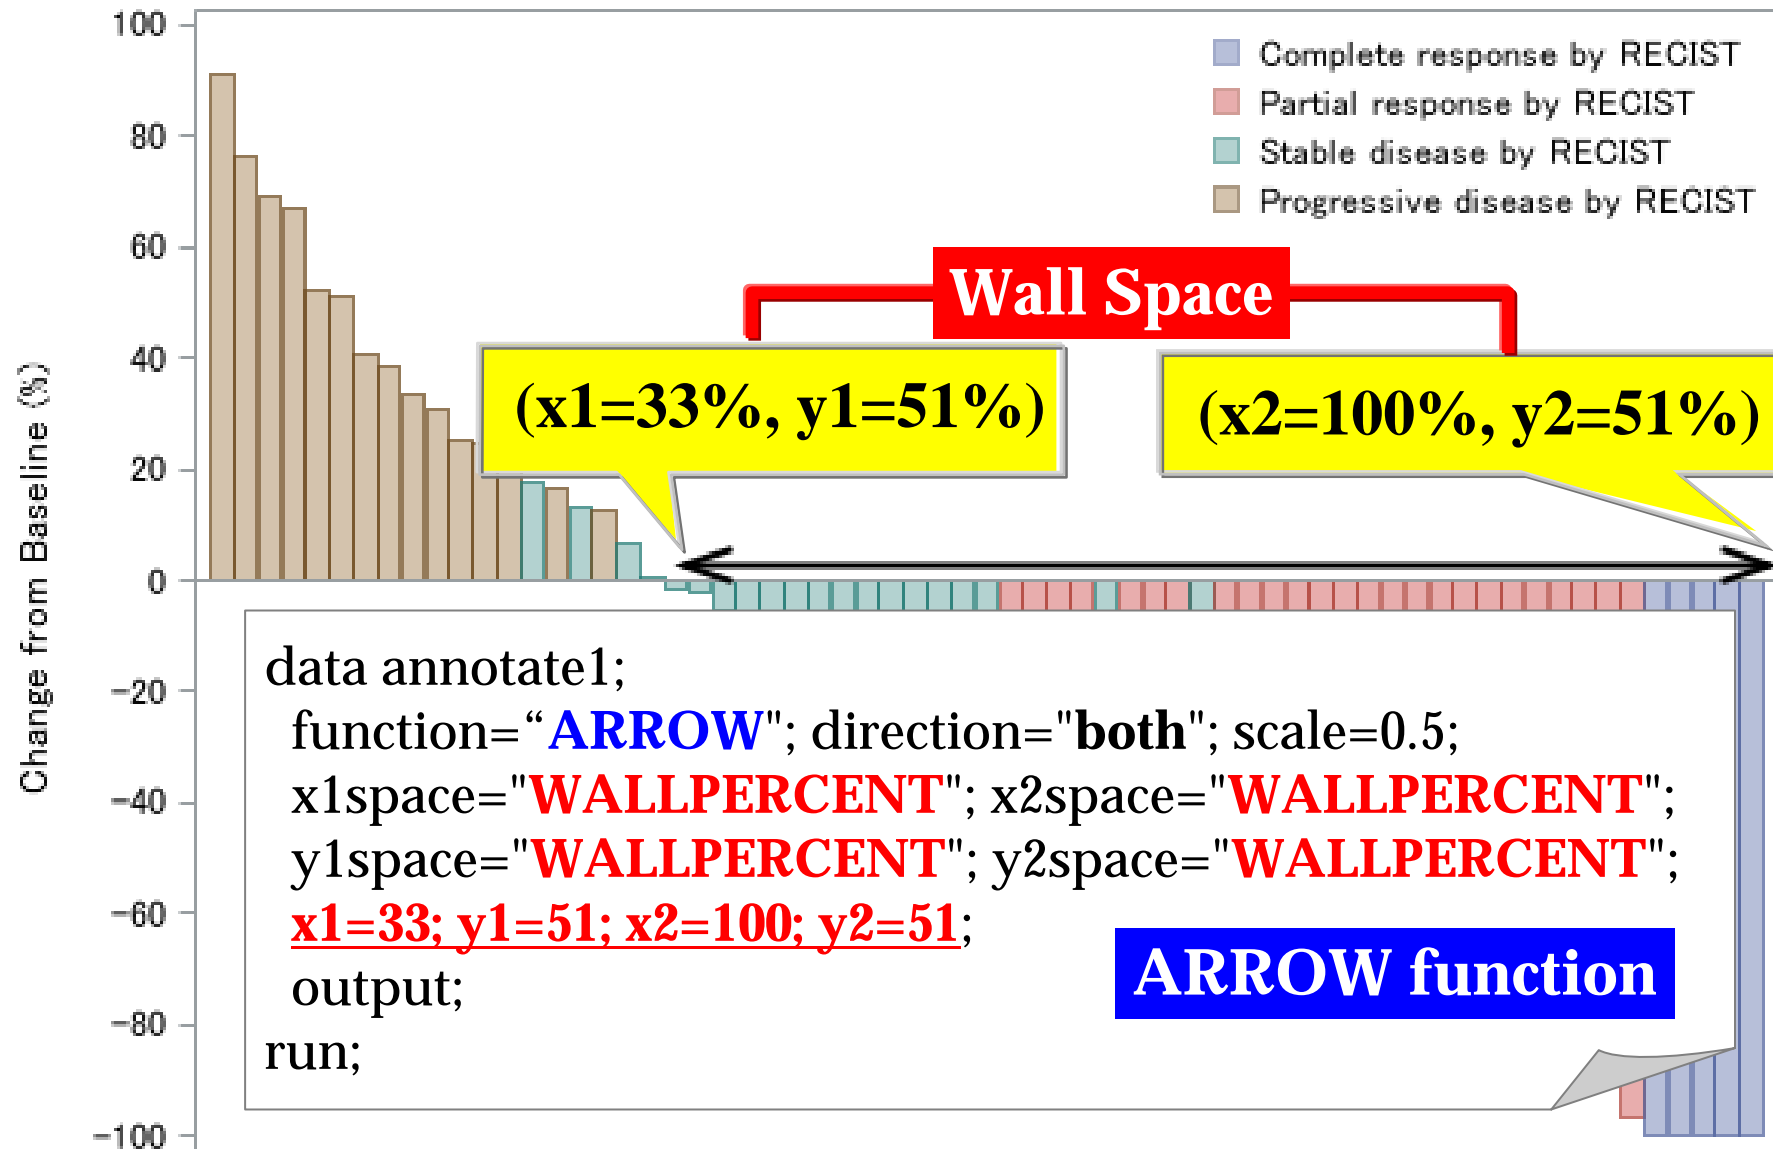 100
80
60
40
20
0
−20
−40
−60
−80
−100
Change from Baseline (%)
Complete response by RECIST
Partial response by RECIST
Stable disease by RECIST
Progressive disease by RECIST
Wall Space
(x1=33%, y1=51%)
(x2=100%, y2=51%)
data annotate1;
function=“ARROW"; direction="both"; scale=0.5;
x1space="WALLPERCENT"; x2space="WALLPERCENT";
y1space="WALLPERCENT"; y2space="WALLPERCENT";
x1=33; y1=51; x2=100; y2=51;
output;
run;
ARROW function